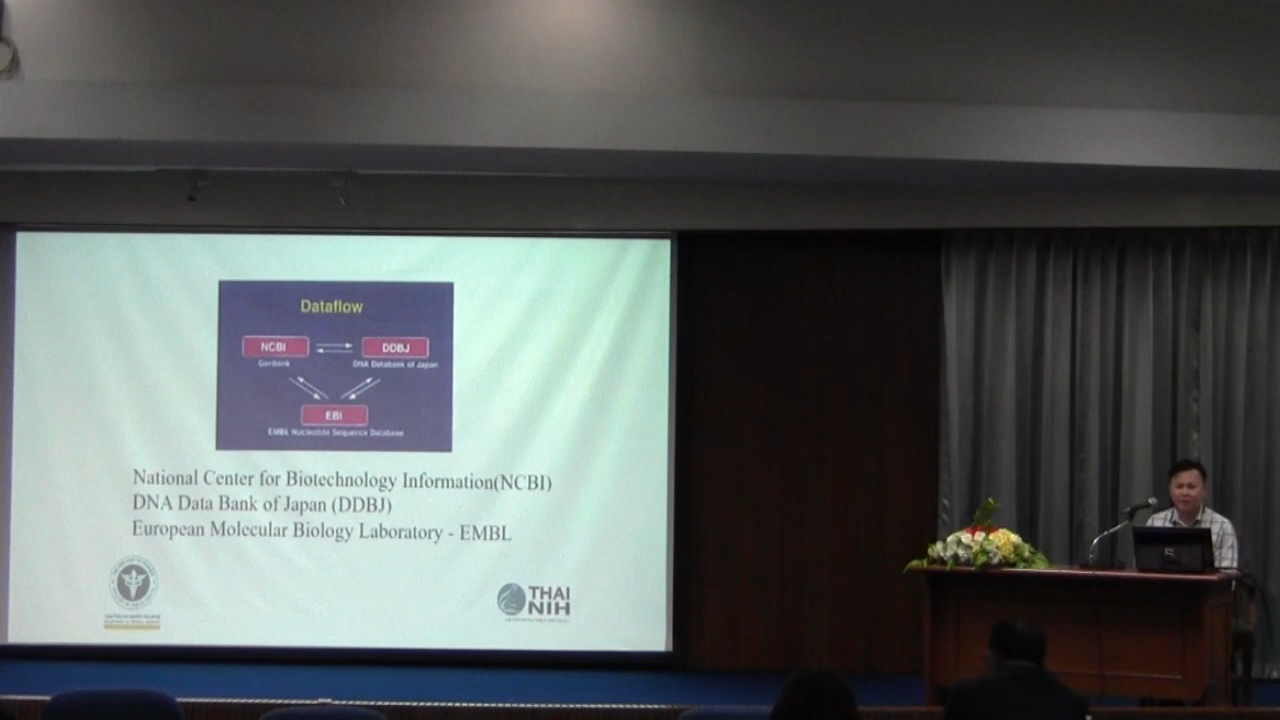 Dataflow
NCBI
DDBJ
Genbank
DNA Databank of Japan
EBI
EMBL Nucleotide Sequence Database
National Center for Biotechnology Information(NCBI)
DNA Data Bank of Japan (DDBJ)
European Molecular Biology Laboratory - EMBL
THAI
NIH